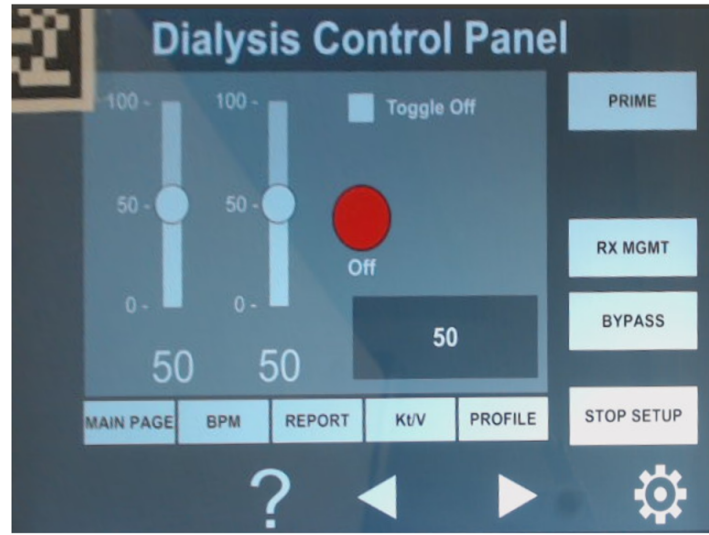 Dialysis Control Panel
100 - 100 - Toggle Off
50 - 50 -
Off
0 - 0 -
50 50
50
PRIME
RX MGMT
BYPASS
STOP SETUP
MAIN PAGE BPM REPORT Kt/V PROFILE
?